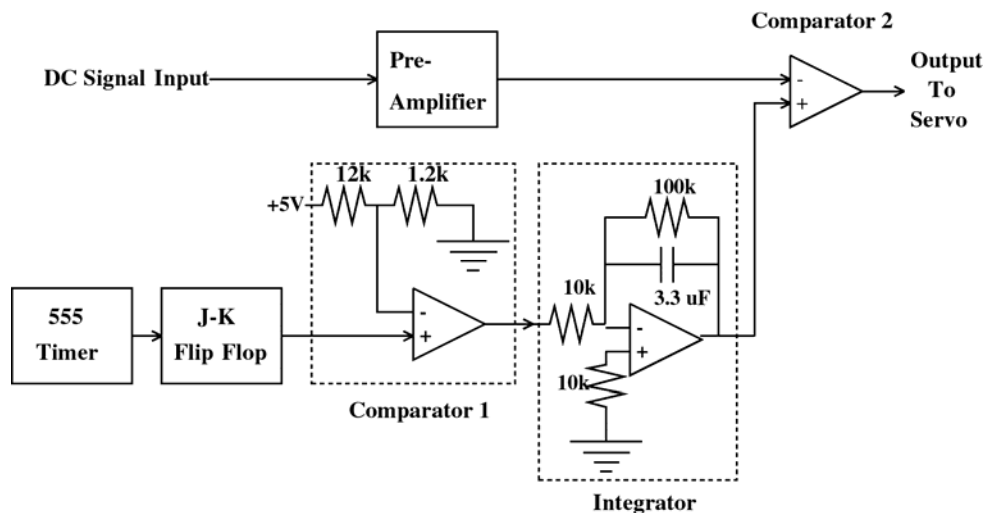 Comparator 2
DC Signal Input
Pre-
Amplifier
-
+
Output
To
Servo
12k
1.2k
+5V
100k
3.3 uF
10k
555
Timer
J-K
Flip Flop
-
+
-
+
10k
Comparator 1
Integrator